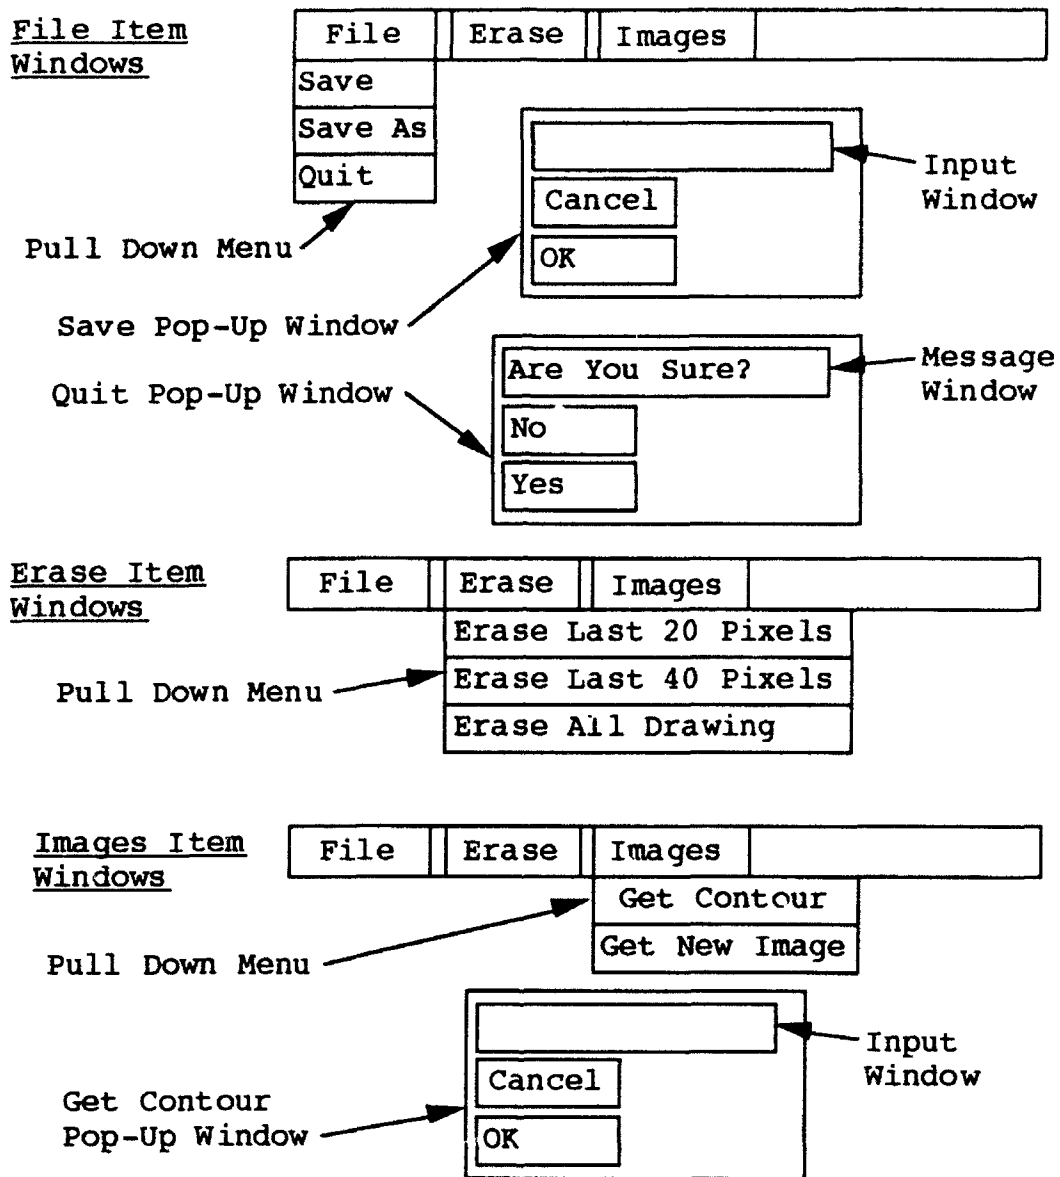 File Item
Windows
File Erase Images
Save
Save As
Quit
Pull Down Menu
Input
Window
Cancel
OK
Save Pop-Up Window
Are You Sure?
Message
Window
Quit Pop-Up Window
No
Yes
Erase Item
Windows
File Erase Images
Erase Last 20 Pixels
Erase Last 40 Pixels
Erase All Drawing
Pull Down Menu
Images Item
Windows
File Erase Images
Get Contour
Get New Image
Pull Down Menu
Input
Window
Cancel
OK
Get Contour
Pop-Up Window